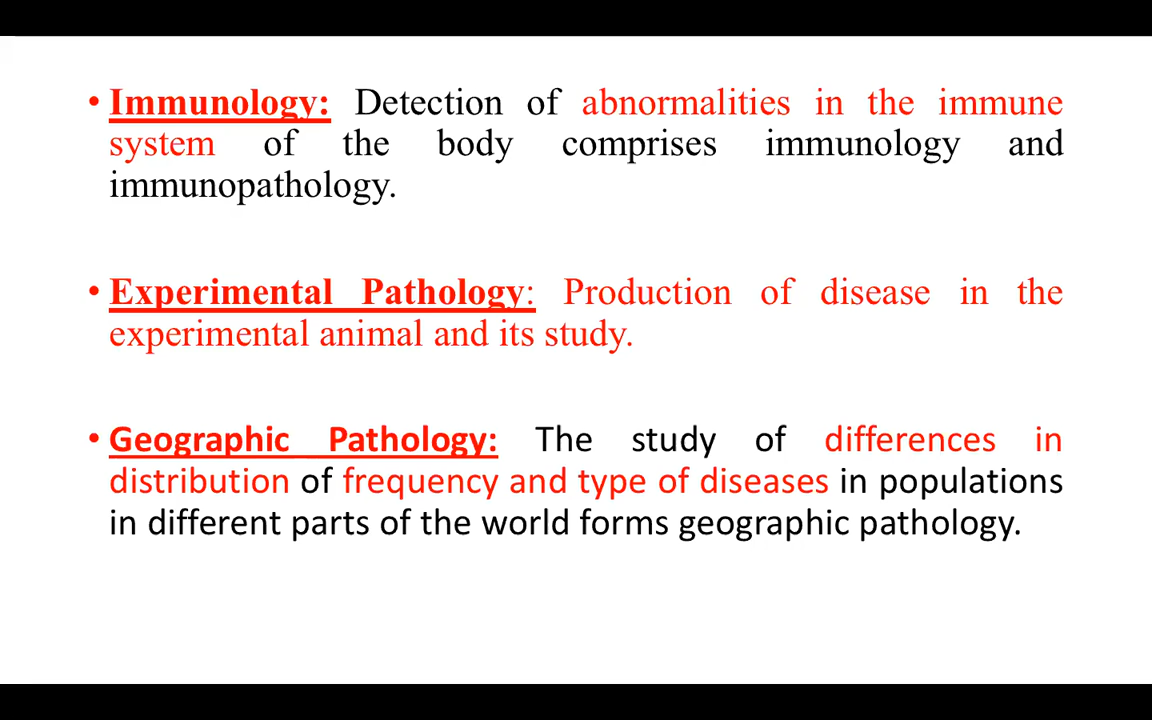 • Immunology: Detection of abnormalities in the immune
system of the body comprises immunology and
immunopathology.
• Experimental Pathology: Production of disease in the
experimental animal and its study.
• Geographic Pathology: The study of differences in
distribution of frequency and type of diseases in populations
in different parts of the world forms geographic pathology.